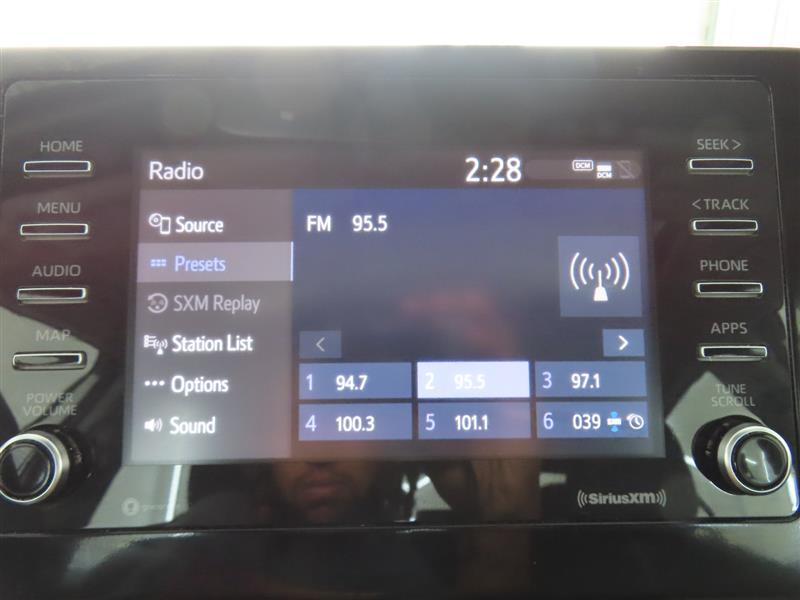 HOME
MENU
AUDIO
MAP
POWER
VOLUME
Radio
2:28
DCM
DCM
Source
Presets
SXM Replay
Station List
Options
Sound
FM 95.5
1 94.7
2 95.5
3 97.1
4 100.3
5 101.1
6 039
SEEK >
< TRACK
PHONE
APPS
TUNE
SCROLL
((SiriusXM))